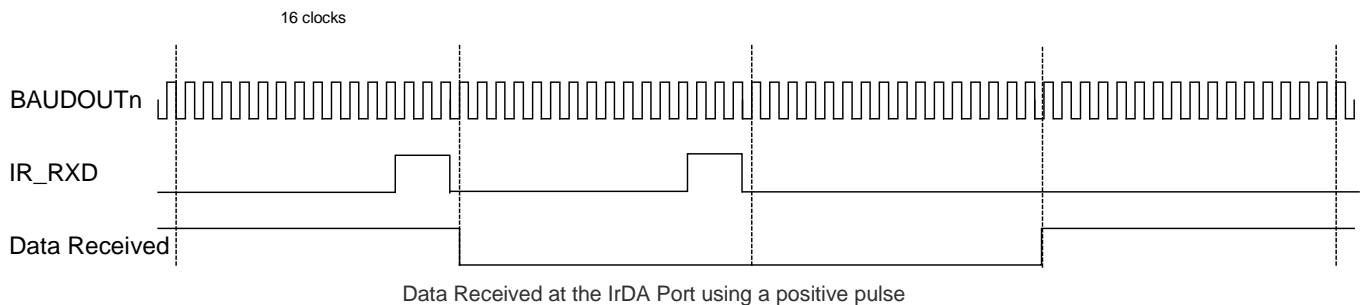 16 clocks
BAUDOUTn
IR_RXD
Data Received
Data Received at the IrDA Port using a positive pulse